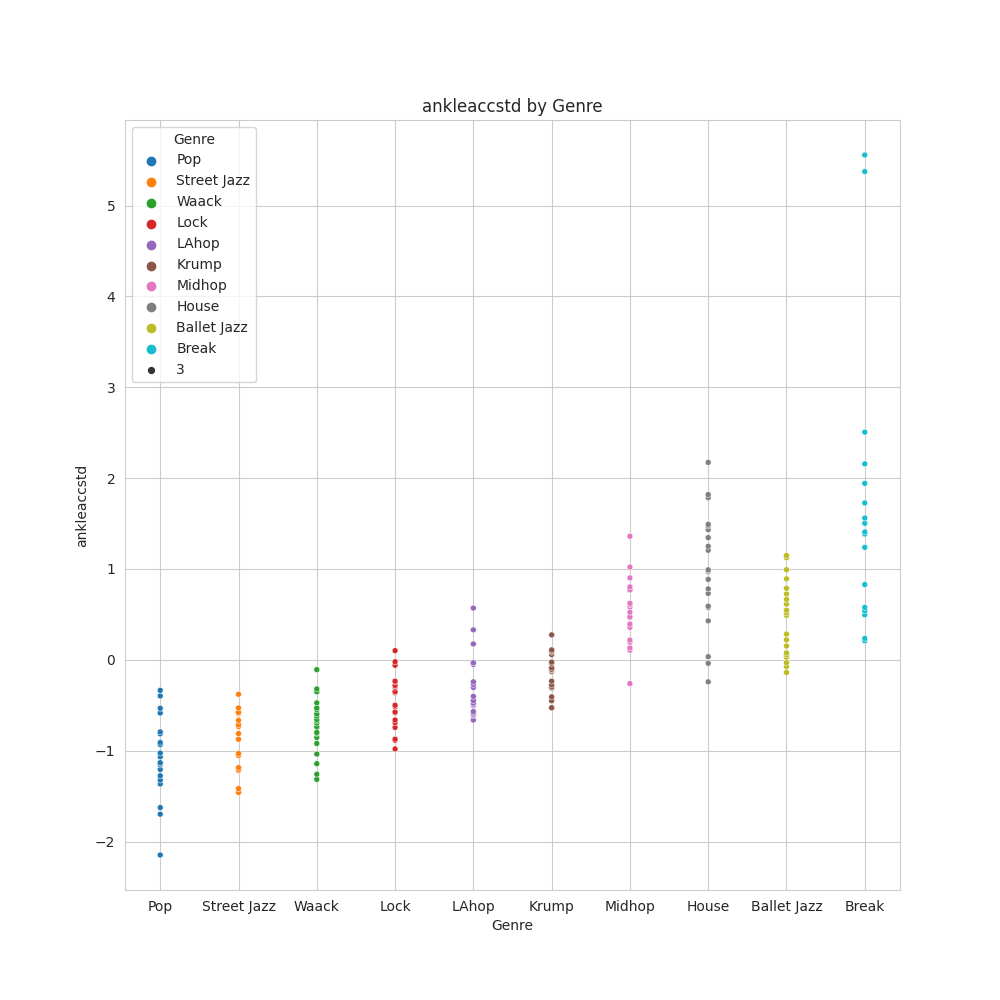 ankleaccstd by Genre
Genre
Pop
Street Jazz
Waack
Lock
LAhop
Krump
Midhop
House
Ballet Jazz
Break
3
5
4
3
2
1
0
−1
−2
ankleaccstd
Pop Street Jazz Waack Lock LAhop Krump Midhop House Ballet Jazz Break
Genre